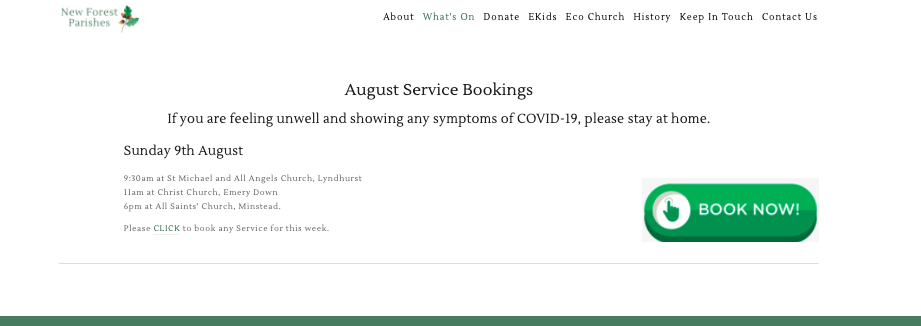 New Forest
Parishes
About What's On Donate EKids Eco Church History Keep In Touch Contact Us
August Service Bookings
If you are feeling unwell and showing any symptoms of COVID-19, please stay at home.
Sunday 9th August
9:30am at St Michael and All Angels Church, Lyndhurst
11am at Christ Church, Emery Down
6pm at All Saints' Church, Minstead.
Please CLICK to book any Service for this week.
BOOK NOW!